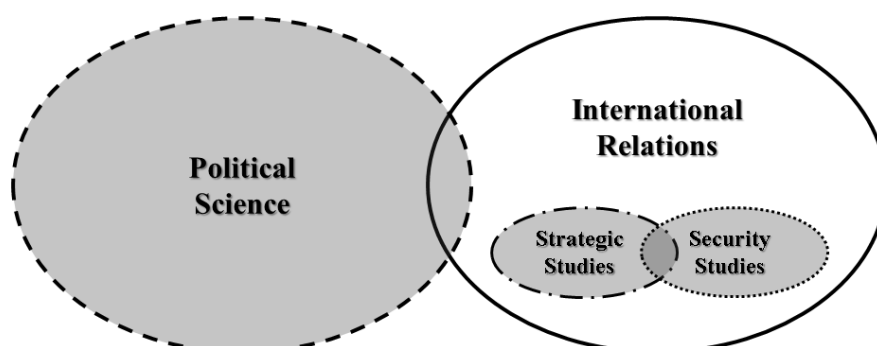 Political
Science
International
Relations
Strategic
Studies
Security
Studies